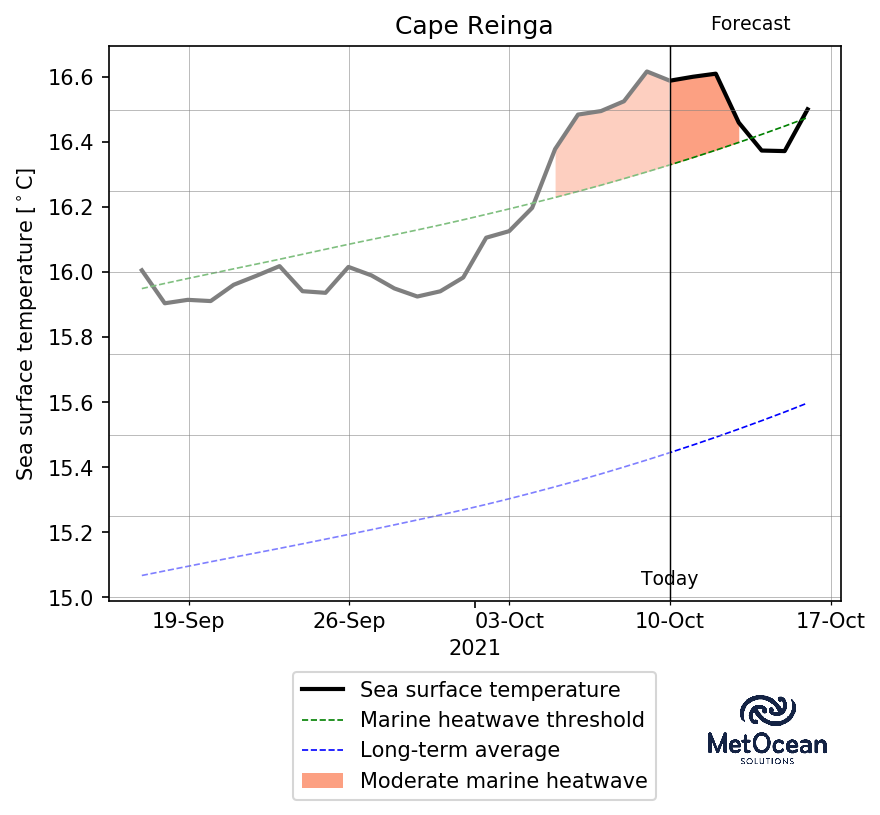 Cape Reinga
Forecast
Sea surface temperature [°C]
16.6
16.4
16.2
16.0
15.8
15.6
15.4
15.2
15.0
Today
19-Sep 26-Sep 03-Oct 10-Oct 17-Oct
2021
Sea surface temperature
Marine heatwave threshold
Long-term average
Moderate marine heatwave
MetOcean
SOLUTIONS